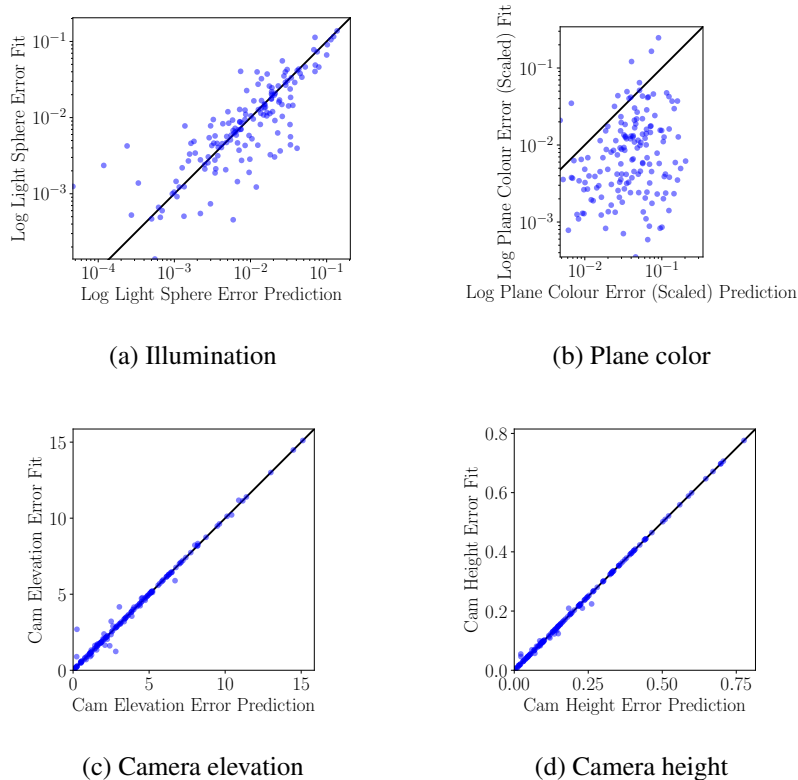 10⁻¹
10⁻²
10⁻³
Log Light Sphere Error Fit
10⁻⁴ 10⁻³ 10⁻² 10⁻¹
Log Light Sphere Error Prediction
(a) Illumination
10⁻¹
10⁻²
10⁻³
Log Plane Colour Error (Scaled) Fit
10⁻² 10⁻¹
Log Plane Colour Error (Scaled) Prediction
(b) Plane color
15
10
5
0
Cam Elevation Error Fit
0 5 10 15
Cam Elevation Error Prediction
(c) Camera elevation
0.8
0.6
0.4
0.2
0.0
Cam Height Error Fit
0.00 0.25 0.50 0.75
Cam Height Error Prediction
(d) Camera height